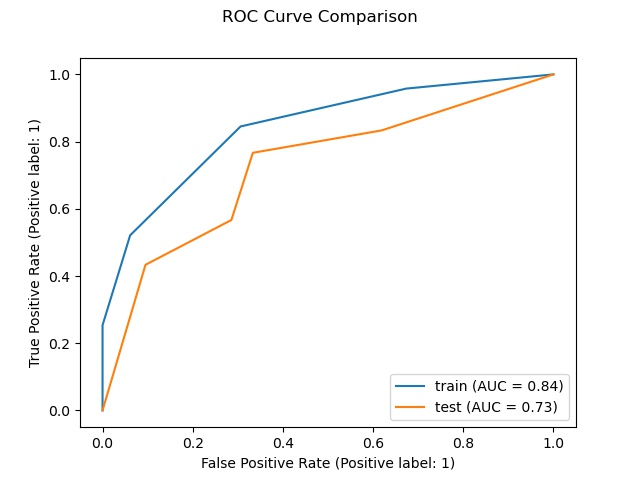 ROC Curve Comparison
True Positive Rate (Positive label: 1)
1.0
0.8
0.6
0.4
0.2
0.0
train (AUC = 0.84)
test (AUC = 0.73)
0.0 0.2 0.4 0.6 0.8 1.0
False Positive Rate (Positive label: 1)